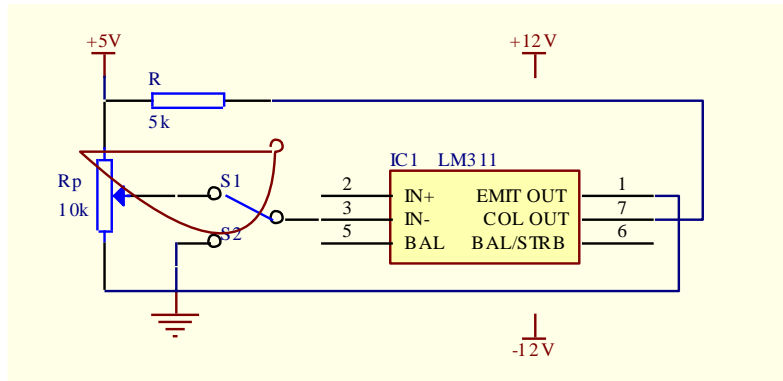 +5V
+12V
R
5k
IC1 LM311
Rp
10k
S1
S2
2 IN+ EMIT OUT 1
3 IN- COL OUT 7
5 BAL BAL/STRB 6
-12V